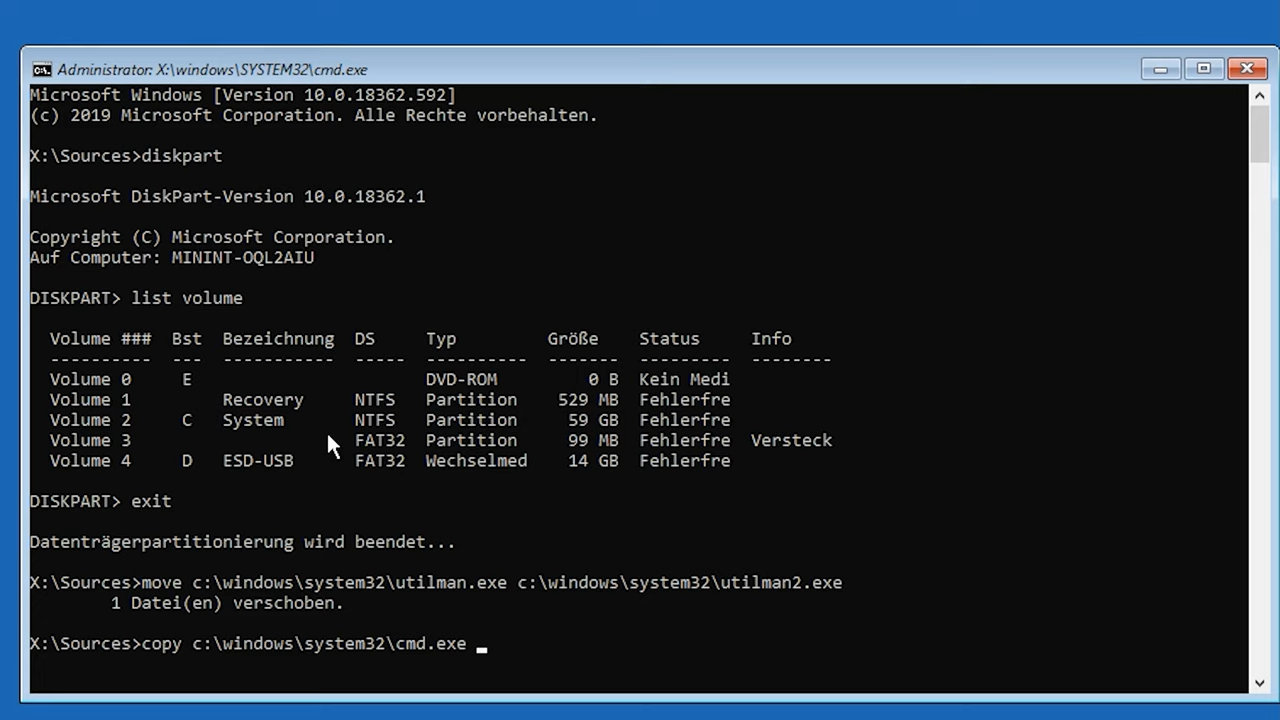 Administrator: X:\windows\SYSTEM32\cmd.exe
Microsoft Windows [Version 10.0.18362.592]
(c) 2019 Microsoft Corporation. Alle Rechte vorbehalten.
X:\Sources>diskpart
Microsoft DiskPart-Version 10.0.18362.1
Copyright (C) Microsoft Corporation.
Auf Computer: MININT-OQL2AIU
DISKPART> list volume
Volume ###  Bst  Bezeichnung  DS     Typ         Größe    Status     Info
----------  ---  -----------  -----  ----------  -------  ---------  --------
Volume 0     E                       DVD-ROM         0 B  Kein Medi
Volume 1         Recovery     NTFS   Partition    529 MB  Fehlerfre
Volume 2     C   System       NTFS   Partition     59 GB  Fehlerfre
Volume 3                      FAT32  Partition     99 MB  Fehlerfre  Versteck
Volume 4     D   ESD-USB      FAT32  Wechselmed    14 GB  Fehlerfre
DISKPART> exit
Datenträgerpartitionierung wird beendet...
X:\Sources>move c:\windows\system32\utilman.exe c:\windows\system32\utilman2.exe
1 Datei(en) verschoben.
X:\Sources>copy c:\windows\system32\cmd.exe _